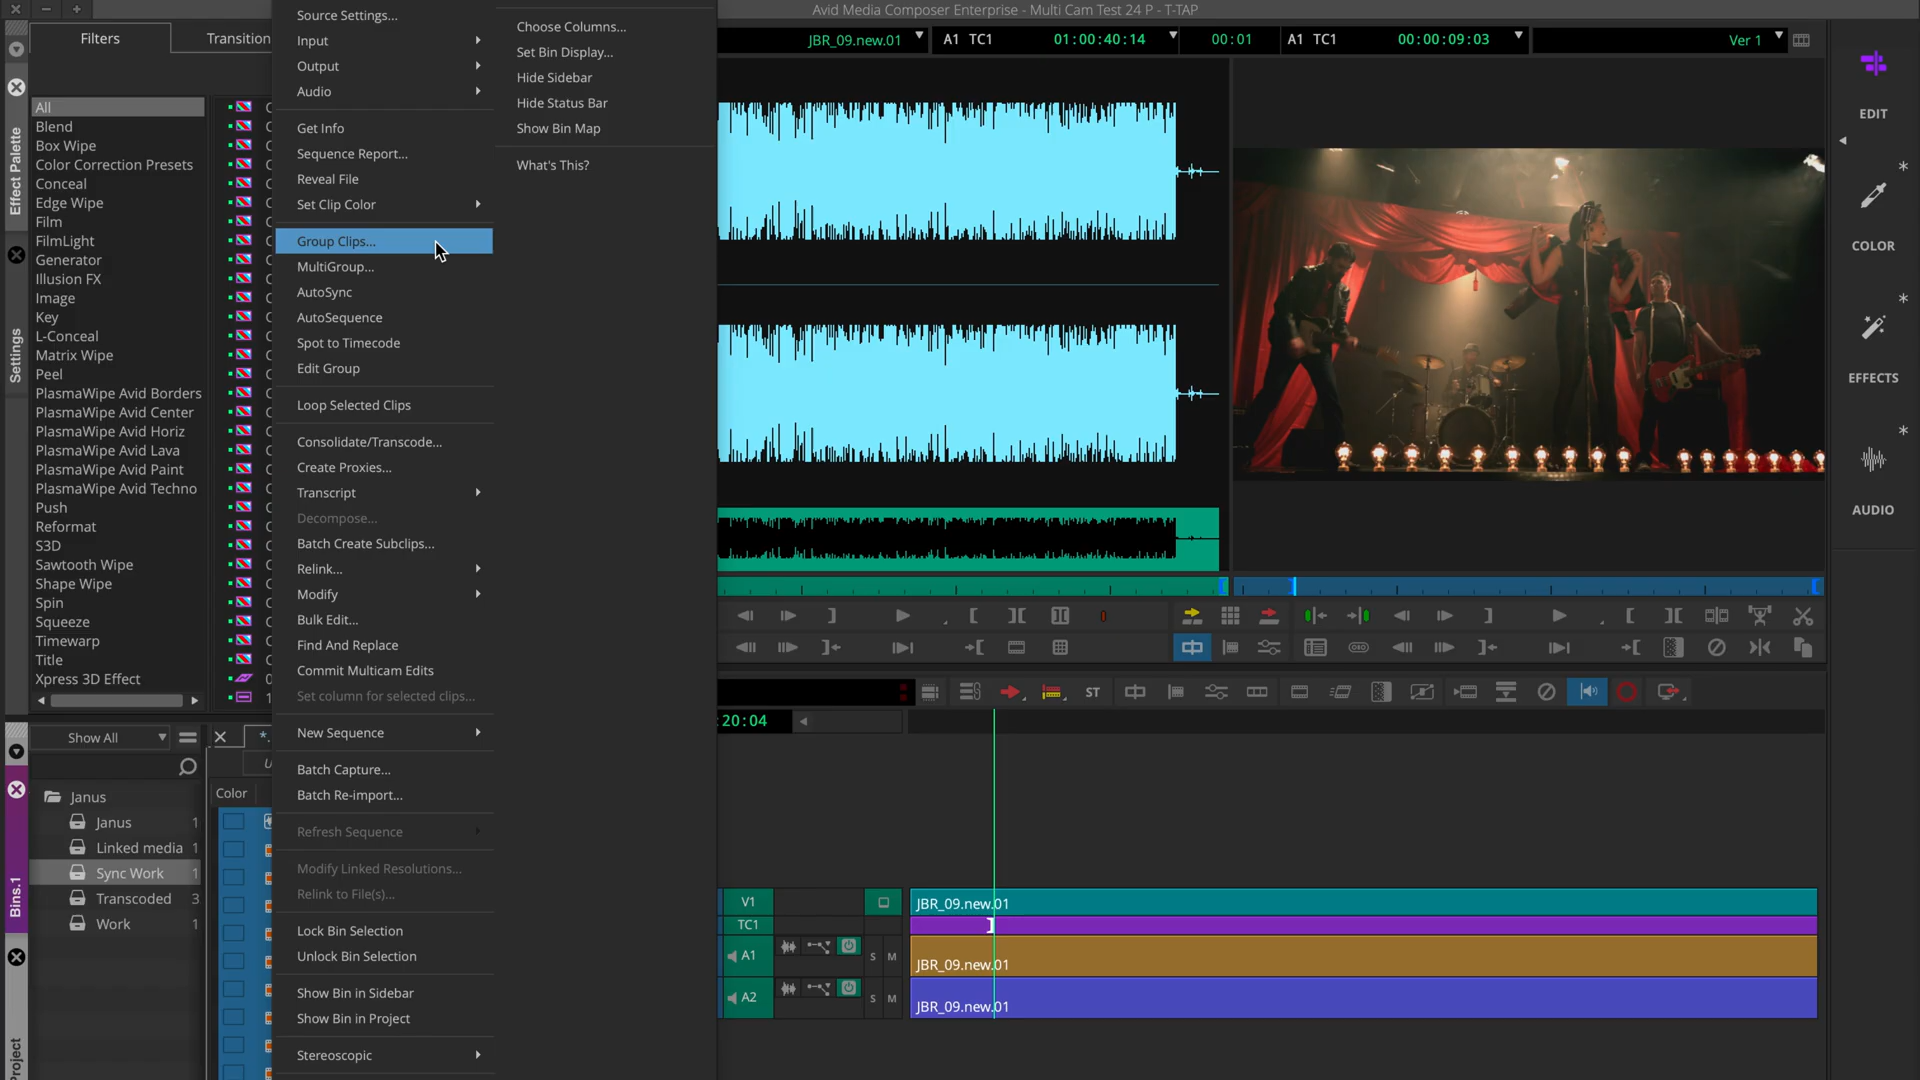 Avid Media Composer Enterprise - Multi Cam Test 24 P - T-TAP
Filters
Transition
Effect Palette
Settings
All
Blend
Box Wipe
Color Correction Presets
Conceal
Edge Wipe
Film
FilmLight
Generator
Illusion FX
Image
Key
L-Conceal
Matrix Wipe
Peel
PlasmaWipe Avid Borders
PlasmaWipe Avid Center
PlasmaWipe Avid Horiz
PlasmaWipe Avid Lava
PlasmaWipe Avid Paint
PlasmaWipe Avid Techno
Push
Reformat
S3D
Sawtooth Wipe
Shape Wipe
Spin
Squeeze
Timewarp
Title
Xpress 3D Effect
Source Settings...
Input
Output
Audio
Get Info
Sequence Report...
Reveal File
Set Clip Color
Group Clips...
MultiGroup...
AutoSync
AutoSequence
Spot to Timecode
Edit Group
Loop Selected Clips
Consolidate/Transcode...
Create Proxies...
Transcript
Decompose...
Batch Create Subclips...
Relink...
Modify
Bulk Edit...
Find And Replace
Commit Multicam Edits
Set column for selected clips...
New Sequence
Batch Capture...
Batch Re-import...
Refresh Sequence
Modify Linked Resolutions...
Relink to File(s)...
Lock Bin Selection
Unlock Bin Selection
Show Bin in Sidebar
Show Bin in Project
Stereoscopic
Choose Columns...
Set Bin Display...
Hide Sidebar
Hide Status Bar
Show Bin Map
What's This?
JBR_09.new.01
A1 TC1
01:00:40:14
00:01
A1 TC1
00:00:09:03
Ver 1
EDIT
COLOR
EFFECTS
AUDIO
ST
20:04
V1
TC1
A1
S M
A2
S M
JBR_09.new.01
JBR_09.new.01
JBR_09.new.01
Bins.1
Project
Show All
Janus
Janus 1
Linked media 1
Sync Work 1
Transcoded 3
Work 1
Color